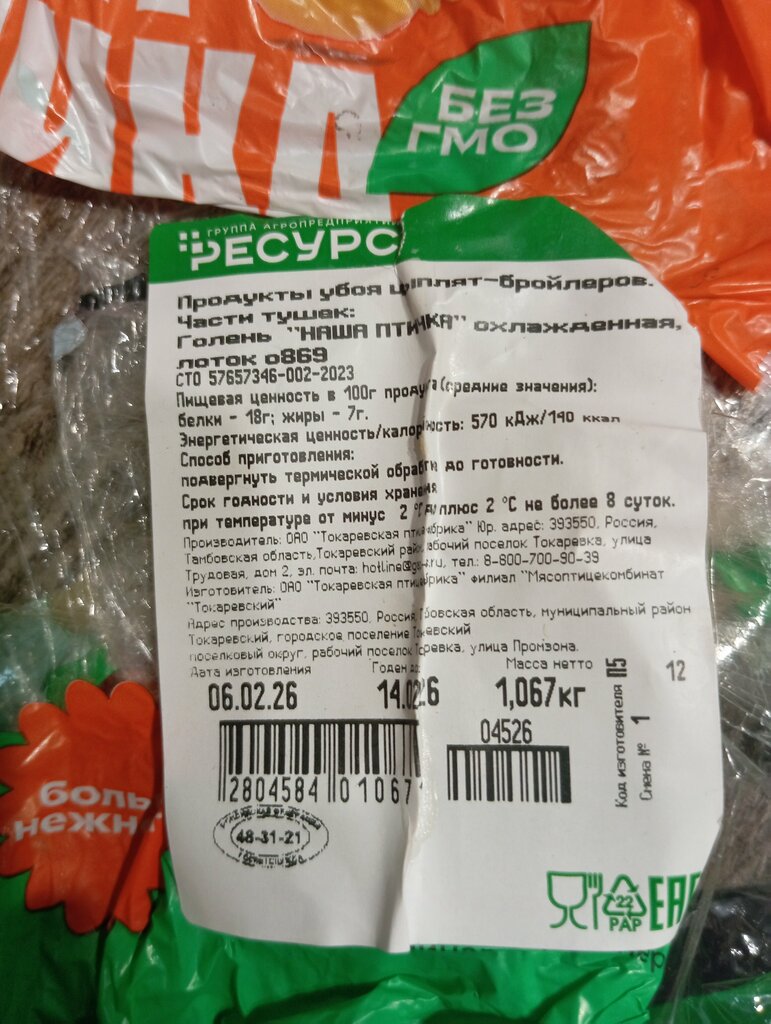 БЕЗ
ГМО
ГРУППА АГРОПРЕДПРИЯТИ
РЕСУРС
Продукты убоя цыплят-бройлеров.
Части тушек:
Голень "НАША ПТИЧКА" охлажденная,
лоток о869
СТО 57657346-002-2023
Пищевая ценность в 100г продукта (средние значения):
белки - 18г; жиры - 7г.
Энергетическая ценность/калорийность: 570 кДж/190 ккал
Способ приготовления:
подвергнуть термической обработке до готовности.
Срок годности и условия хранения
при температуре от минус 2 °C до плюс 2 °C не более 8 суток.
Производитель: ОАО "Токаревская птицефабрика" Юр. адрес: 393550, Россия,
Тамбовская область, Токаревский район, рабочий поселок Токаревка, улица
Трудовая, дом 2, эл. почта: hotline@ .ru, тел.: 8-800-700-90-39
Изготовитель: ОАО "Токаревская птицефабрика" филиал "Мясоптицекомбинат
"Токаревский"
Адрес производства: 393550, Россия, Тамбовская область, муниципальный район
Токаревский, городское поселение Токаревский
поселковый округ, рабочий поселок Токаревка, улица Промзона.
Дата изготовления Годен до: Масса нетто
06.02.26 14.02.26 1,067кг
Код изготовителя П5
Смена № 1
12
04526
2804584 01067
48-31-21
22
PAP
EAC
боль
нежн